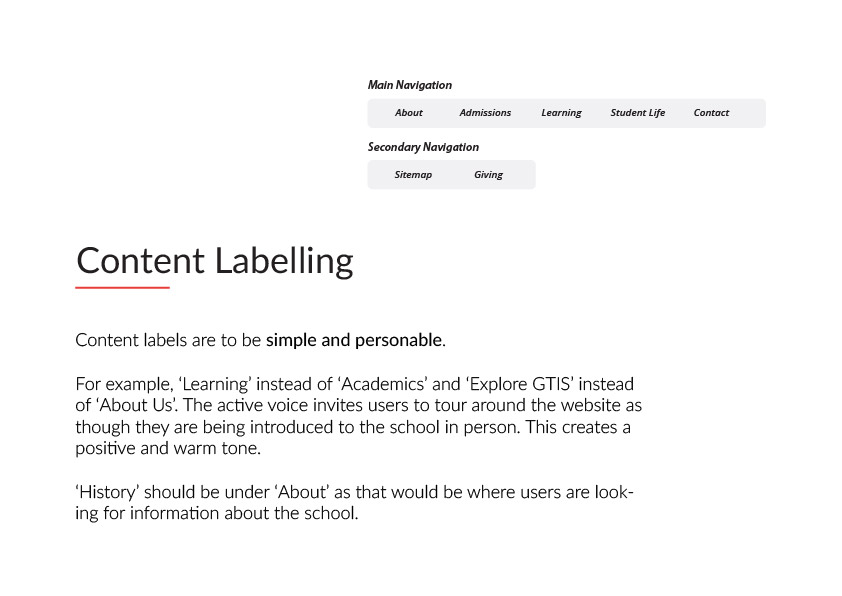 Main Navigation
About Admissions Learning Student Life Contact
Secondary Navigation
Sitemap Giving
Content Labelling
Content labels are to be simple and personable.
For example, ‘Learning’ instead of ‘Academics’ and ‘Explore GTIS’ instead
of ‘About Us’. The active voice invites users to tour around the website as
though they are being introduced to the school in person. This creates a
positive and warm tone.
‘History’ should be under ‘About’ as that would be where users are look-
ing for information about the school.